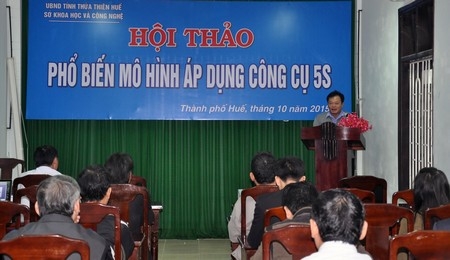 UBND TỈNH THỪA THIÊN HUẾ
SỞ KHOA HỌC VÀ CÔNG NGHỆ
HỘI THẢO
PHỔ BIẾN MÔ HÌNH ÁP DỤNG CÔNG CỤ 5S
Thành phố Huế, tháng 10 năm 2015